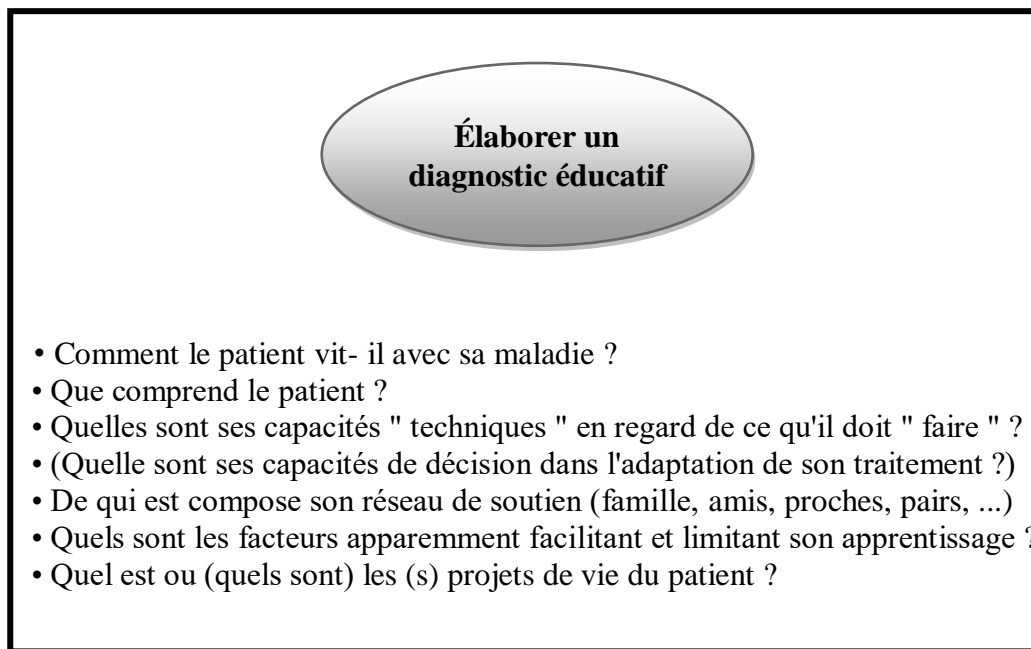 Élaborer un
diagnostic éducatif
• Comment le patient vit- il avec sa maladie ?
• Que comprend le patient ?
• Quelles sont ses capacités " techniques " en regard de ce qu'il doit " faire " ?
• (Quelle sont ses capacités de décision dans l'adaptation de son traitement ?)
• De qui est compose son réseau de soutien (famille, amis, proches, pairs, ...)
• Quels sont les facteurs apparemment facilitant et limitant son apprentissage ?
• Quel est ou (quels sont) les (s) projets de vie du patient ?